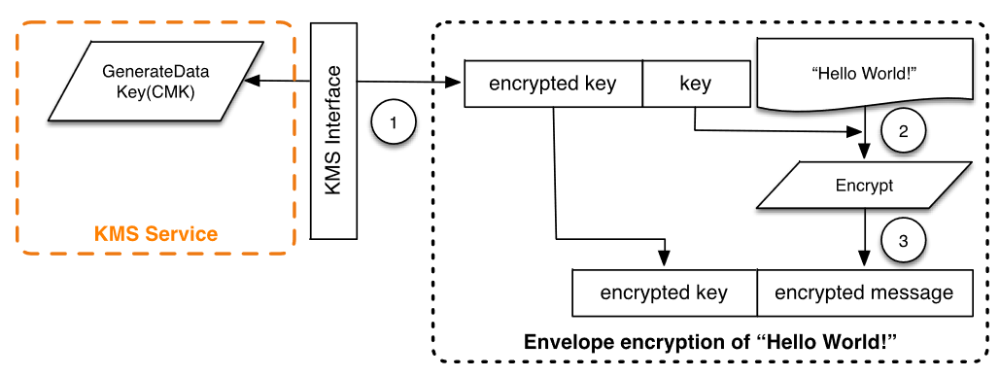 GenerateData
Key(CMK)
KMS Service
KMS Interface
1
encrypted key
key
“Hello World!”
2
Encrypt
3
encrypted key
encrypted message
Envelope encryption of “Hello World!”